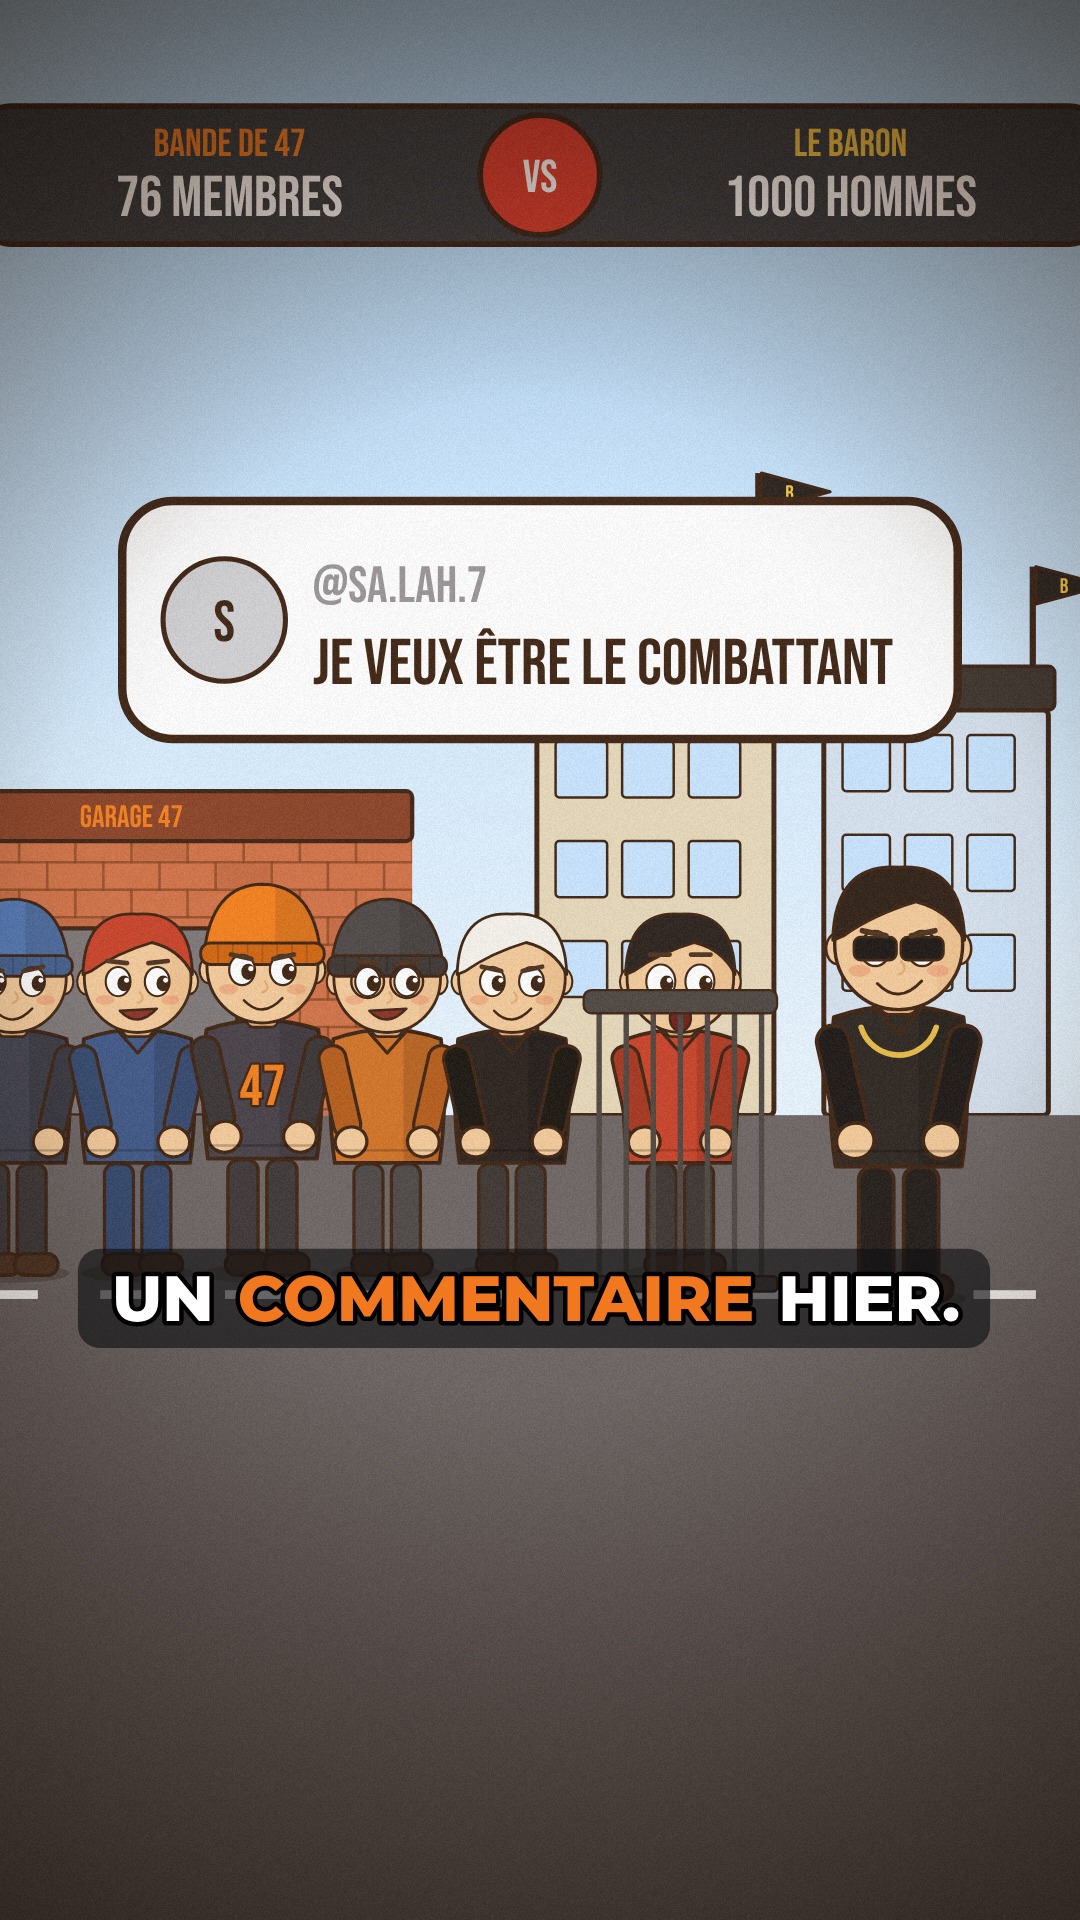 BANDE DE 47
76 MEMBRES
VS
LE BARON
1000 HOMMES
B
@SA.LAH.7
S
JE VEUX ÊTRE LE COMBATTANT
B
GARAGE 47
47
UN COMMENTAIRE HIER.